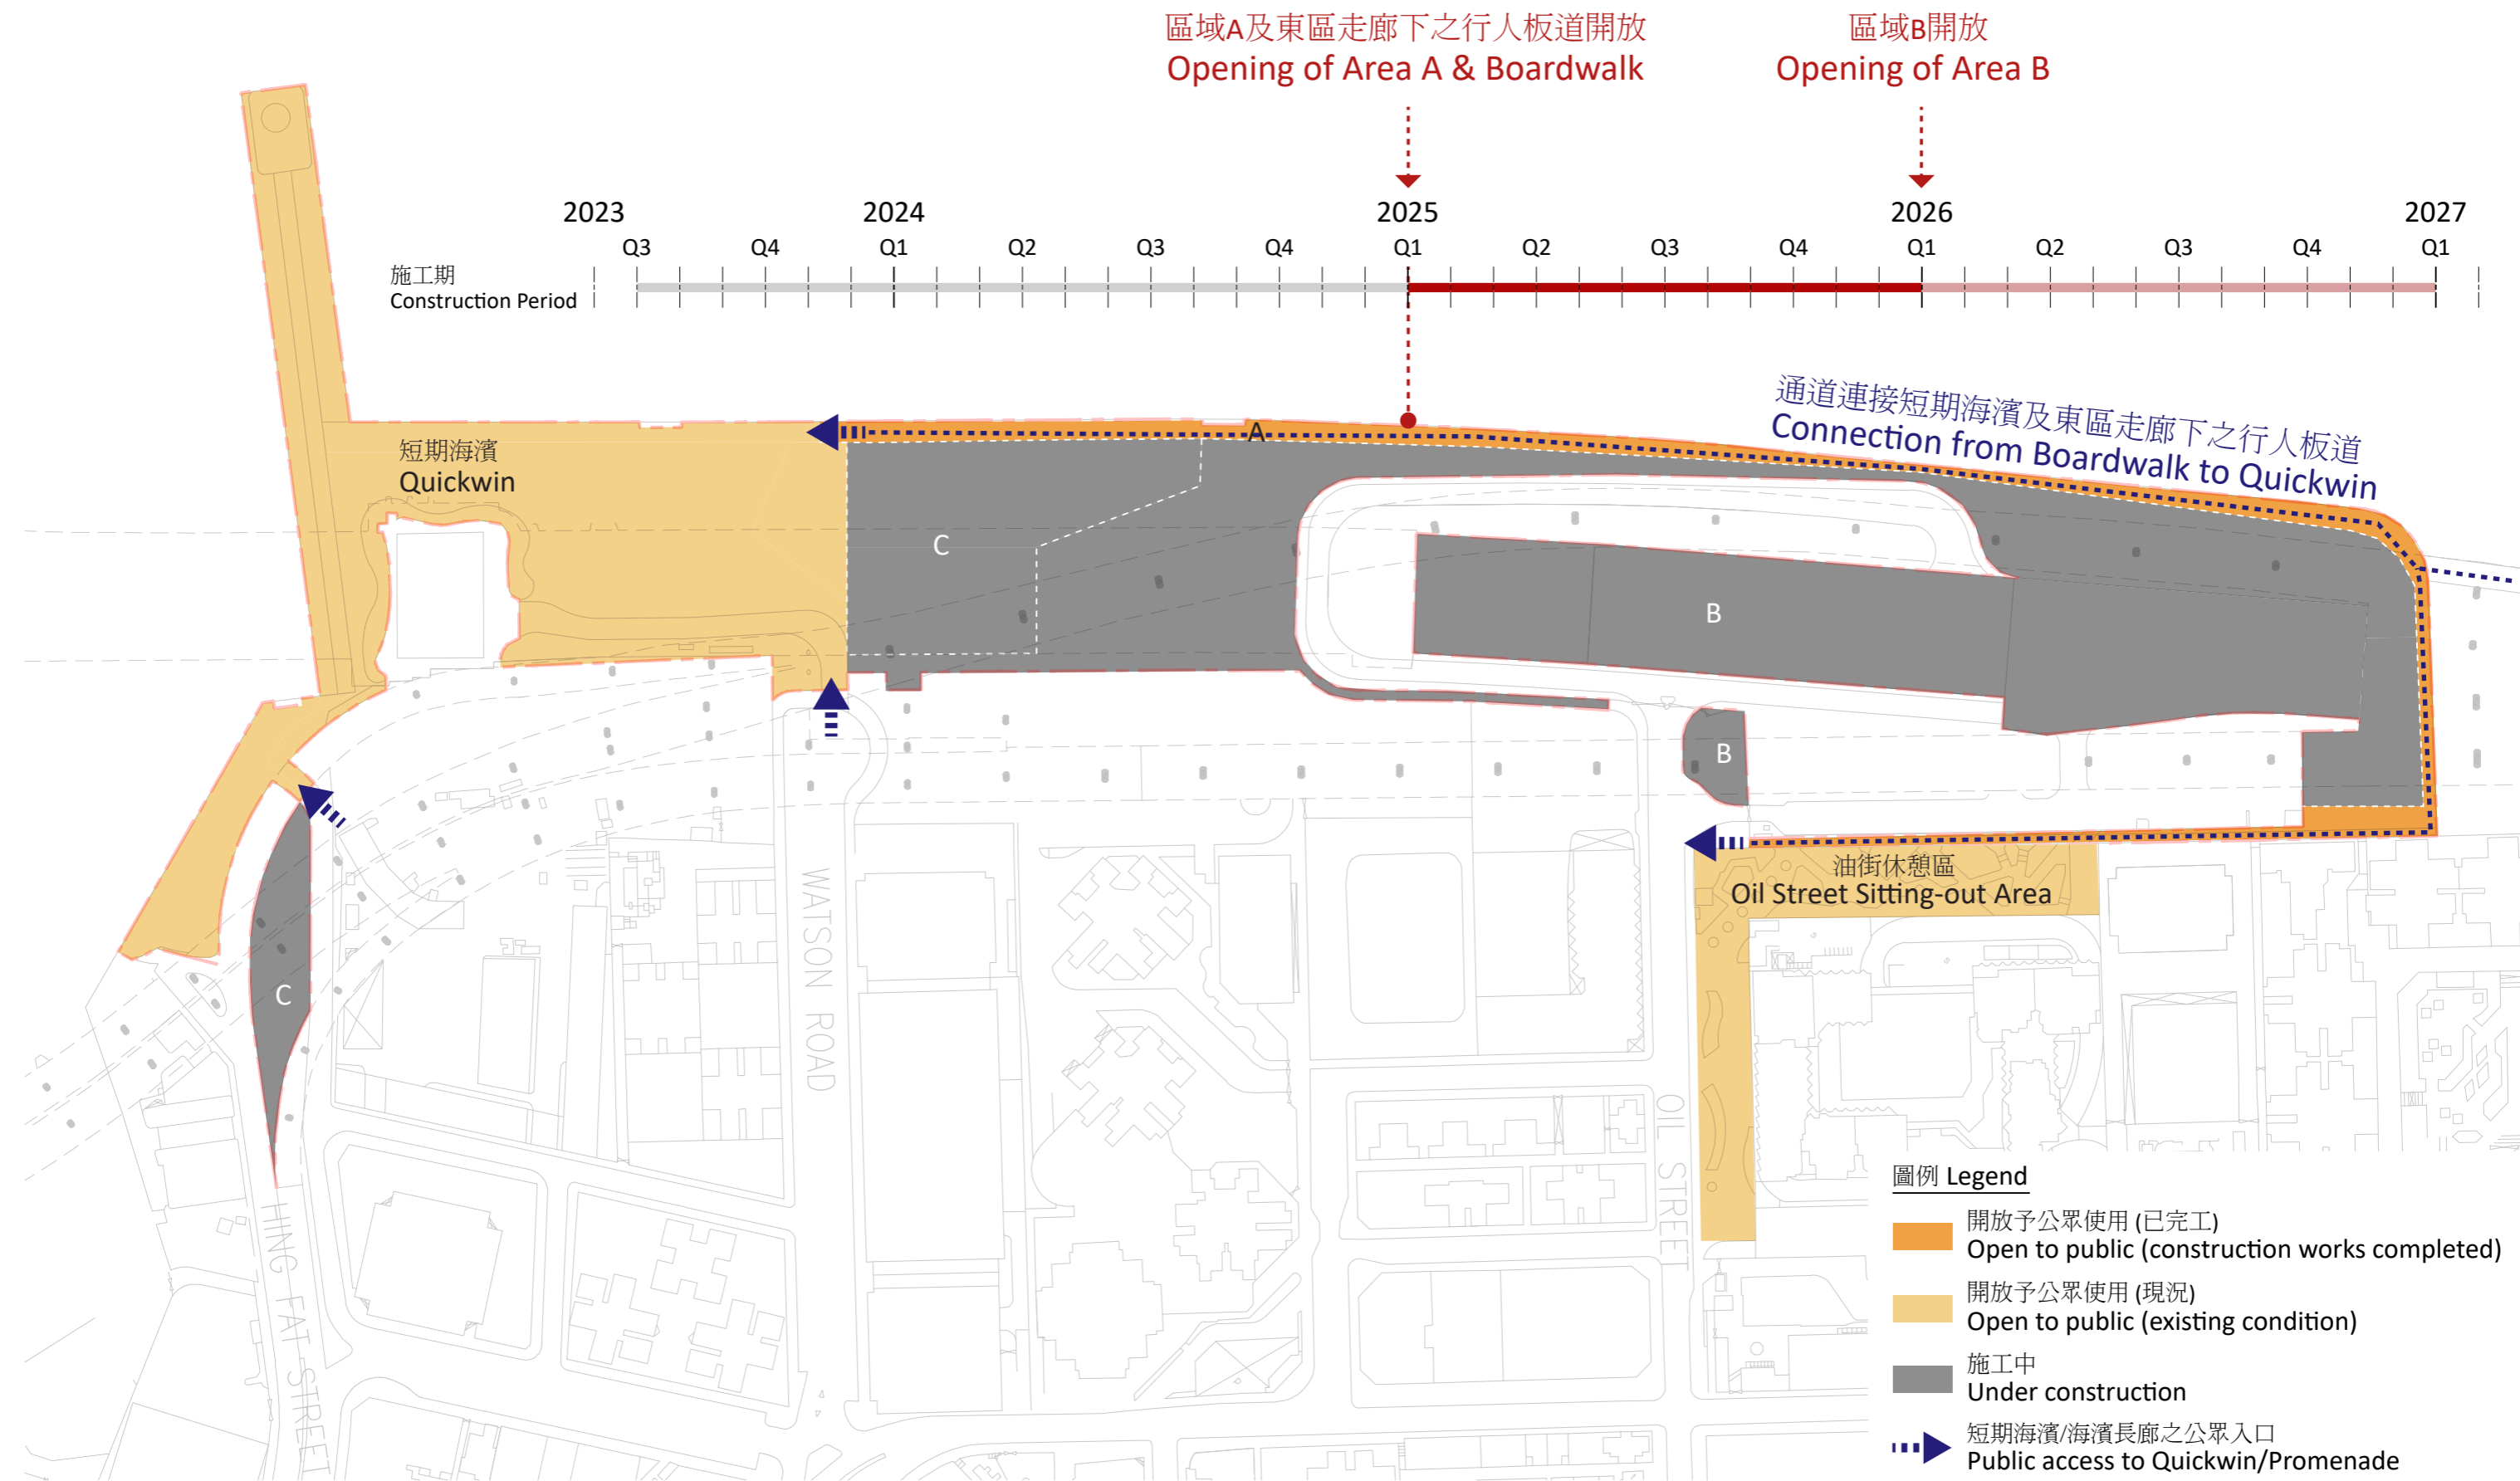 區域A及東區走廊下之行人板道開放
Opening of Area A & Boardwalk
區域B開放
Opening of Area B
2023 2024 2025 2026 2027
Q3 Q4 Q1 Q2 Q3 Q4 Q1 Q2 Q3 Q4 Q1 Q2 Q3 Q4 Q1
施工期
Construction Period
通道連接短期海濱及東區走廊下之行人板道
Connection from Boardwalk to Quickwin
短期海濱
Quickwin
A
C
B
B
油街休憩區
Oil Street Sitting-out Area
C
WATSON ROAD
OIL STREET
HING FAT STREET
圖例 Legend
開放予公眾使用 (已完工)
Open to public (construction works completed)
開放予公眾使用 (現況)
Open to public (existing condition)
施工中
Under construction
短期海濱/海濱長廊之公眾入口
Public access to Quickwin/Promenade